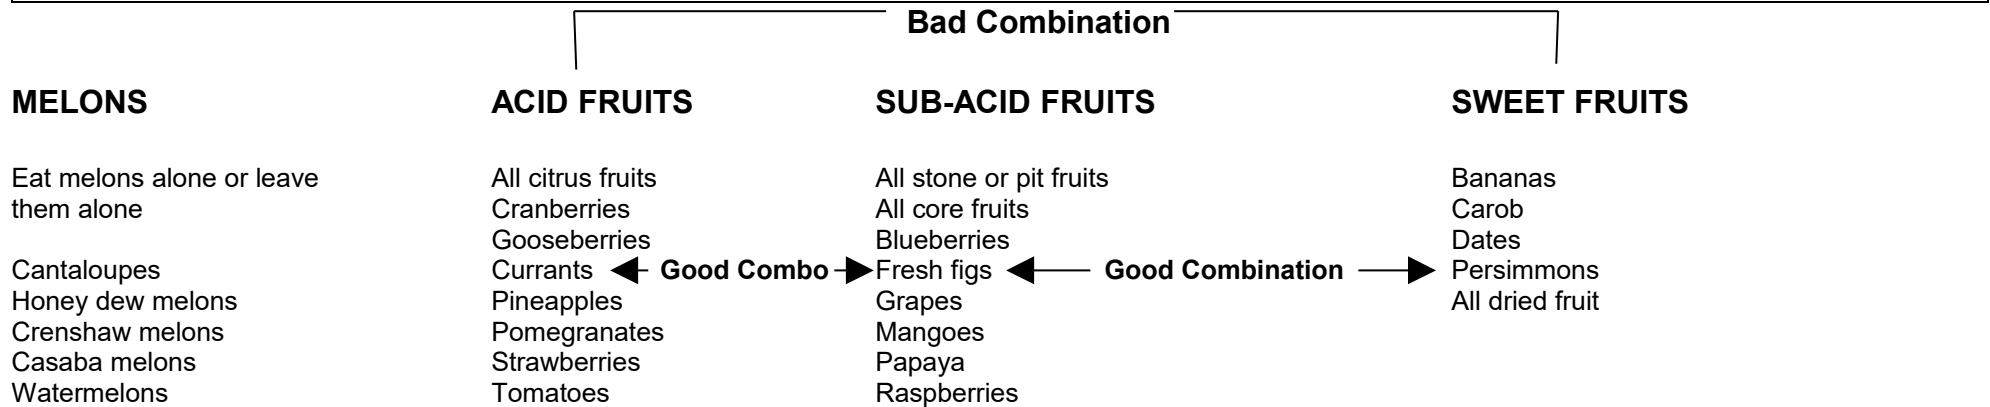 Bad Combination
MELONS
Eat melons alone or leave
them alone
Cantaloupes
Honey dew melons
Crenshaw melons
Casaba melons
Watermelons
ACID FRUITS
All citrus fruits
Cranberries
Gooseberries
Currants
Pineapples
Pomegranates
Strawberries
Tomatoes
Good Combo
SUB-ACID FRUITS
All stone or pit fruits
All core fruits
Blueberries
Fresh figs
Grapes
Mangoes
Papaya
Raspberries
Good Combination
SWEET FRUITS
Bananas
Carob
Dates
Persimmons
All dried fruit